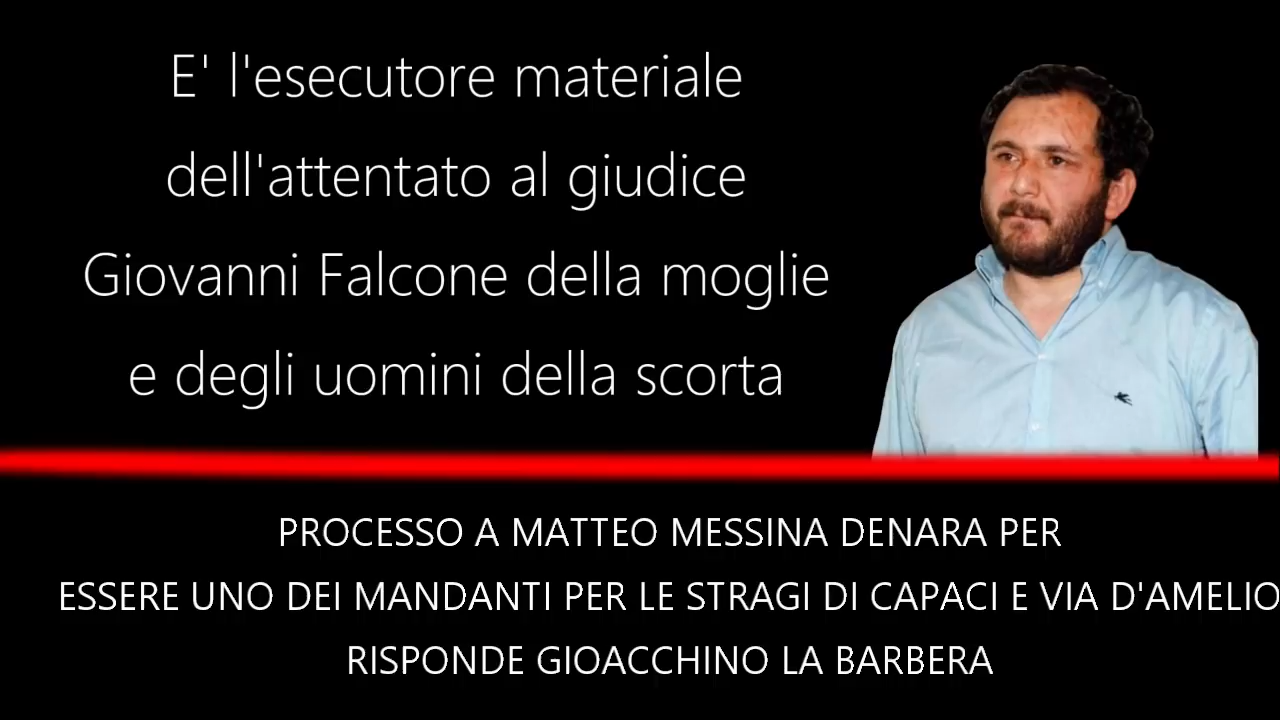 E' l'esecutore materiale
dell'attentato al giudice
Giovanni Falcone della moglie
e degli uomini della scorta
PROCESSO A MATTEO MESSINA DENARA PER
ESSERE UNO DEI MANDANTI PER LE STRAGI DI CAPACI E VIA D'AMELIO
RISPONDE GIOACCHINO LA BARBERA